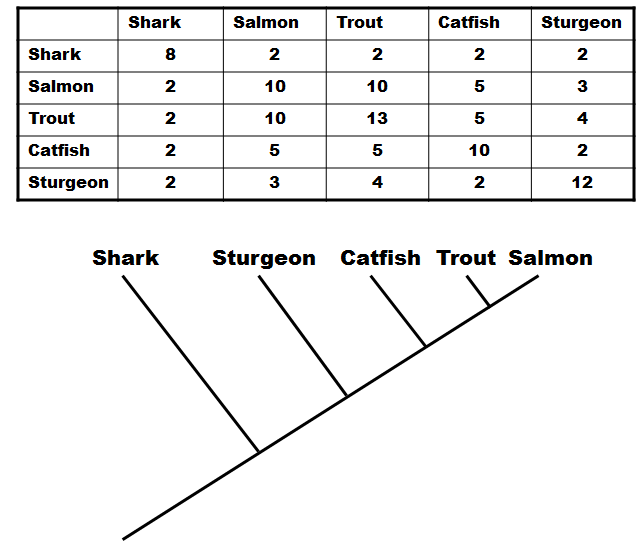 Shark Salmon Trout Catfish Sturgeon
Shark 8 2 2 2 2
Salmon 2 10 10 5 3
Trout 2 10 13 5 4
Catfish 2 5 5 10 2
Sturgeon 2 3 4 2 12
Shark Sturgeon Catfish Trout Salmon